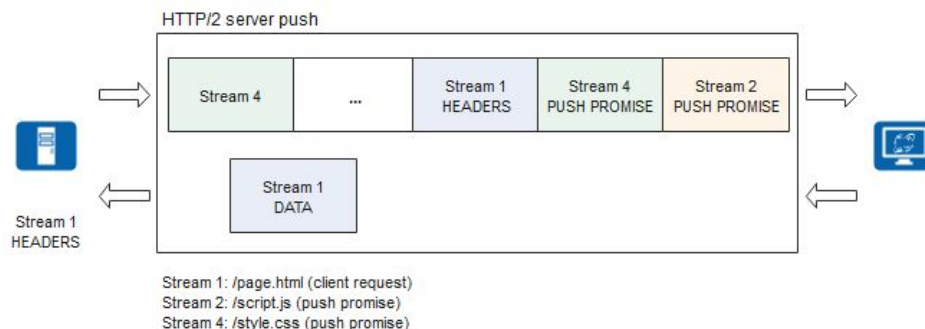 HTTP/2 server push
Stream 4
...
Stream 1
HEADERS
Stream 4
PUSH PROMISE
Stream 2
PUSH PROMISE
Stream 1
DATA
Stream 1
HEADERS
Stream 1: /page.html (client request)
Stream 2: /script.js (push promise)
Stream 4: /style.css (push promise)